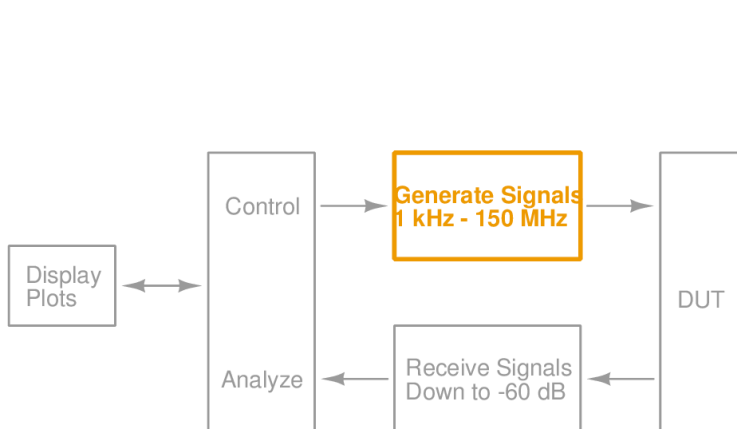 Generate Signals
1 kHz - 150 MHz
Control
Display
Plots
DUT
Receive Signals
Down to -60 dB
Analyze